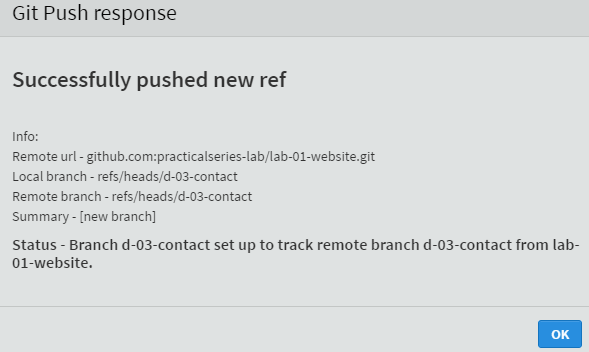 Git Push response
Successfully pushed new ref
Info:
Remote url - github.com:practicalseries-lab/lab-01-website.git
Local branch - refs/heads/d-03-contact
Remote branch - refs/heads/d-03-contact
Summary - [new branch]
Status - Branch d-03-contact set up to track remote branch d-03-contact from lab-
01-website.
OK